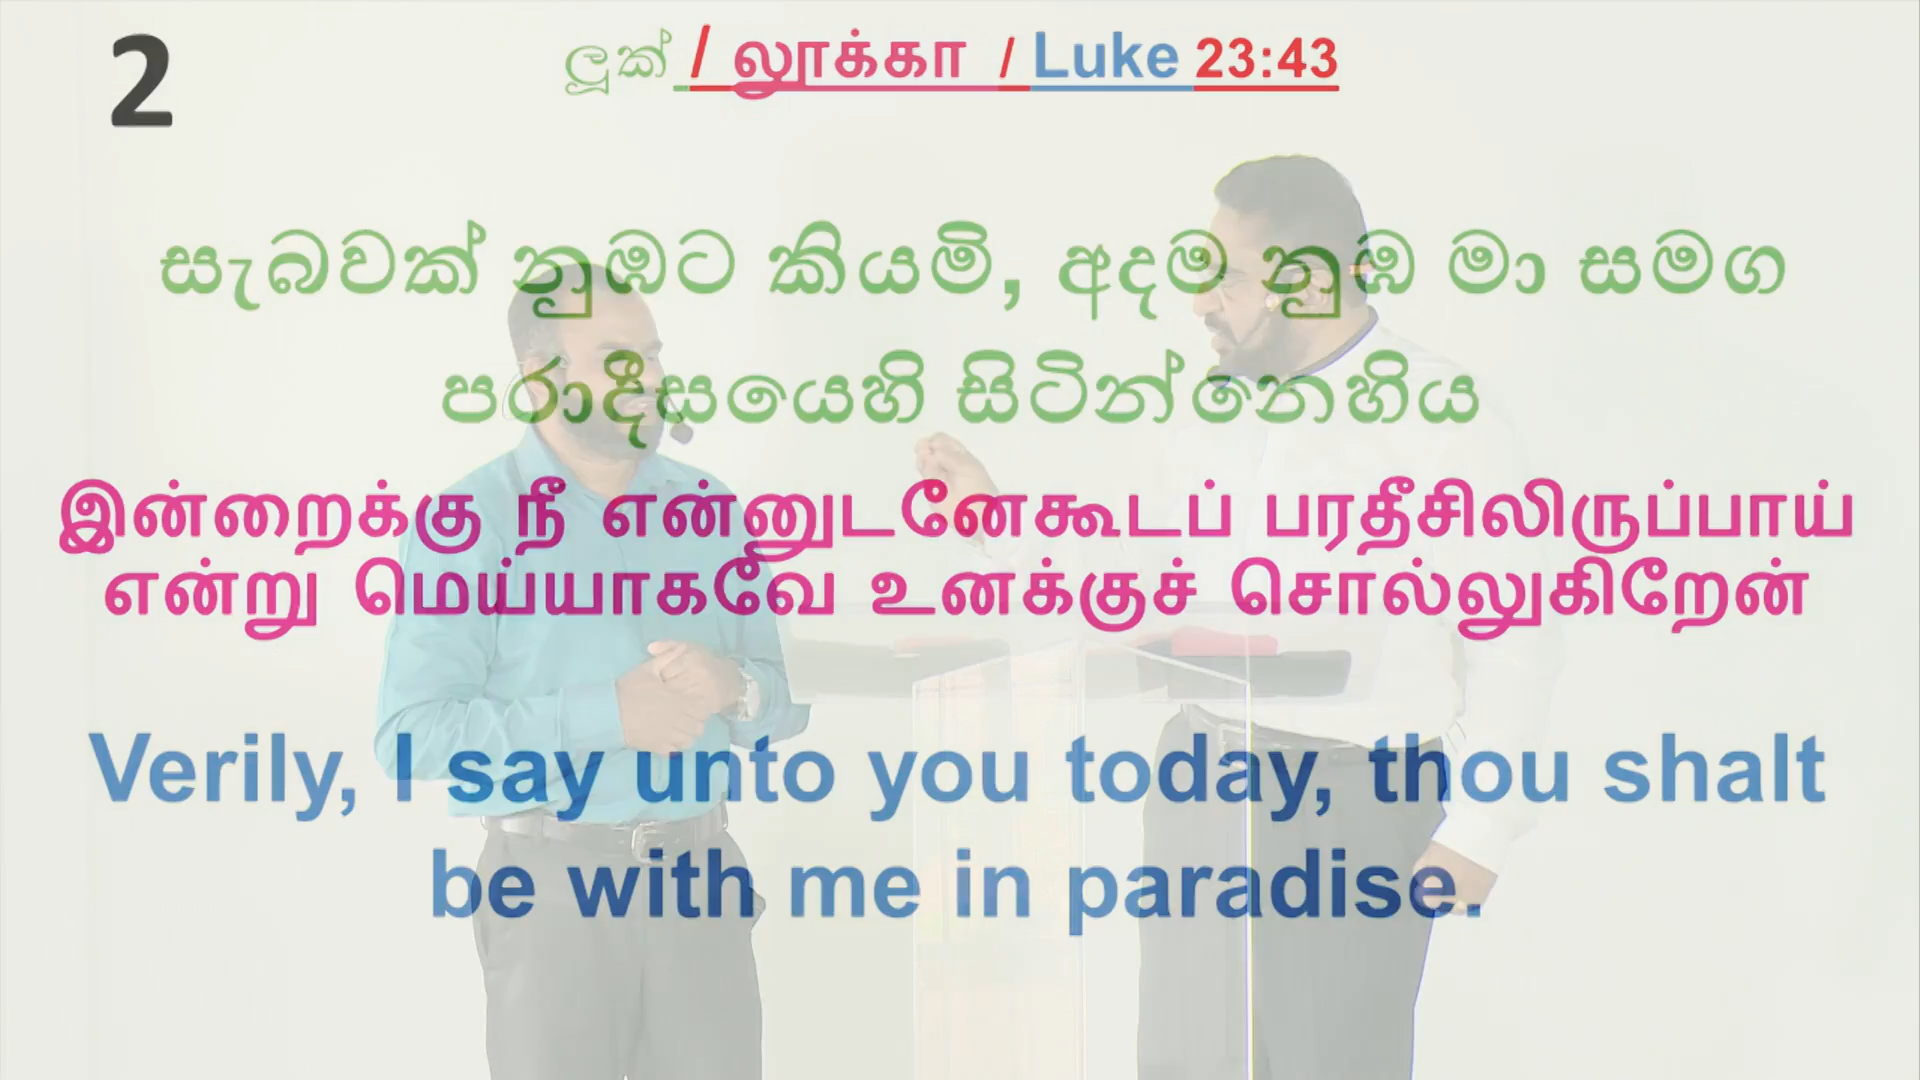 2
ලූක් / லூக்கா / Luke 23:43
සැබවක් නුඹට කියමි, අදම නුඹ මා සමග
පරාදීසයෙහි සිටින්නෙහිය
இன்றைக்கு நீ என்னுடனேகூடப் பரதீசிலிருப்பாய்
என்று மெய்யாகவே உனக்குச் சொல்லுகிறேன்
Verily, I say unto you today, thou shalt
be with me in paradise.